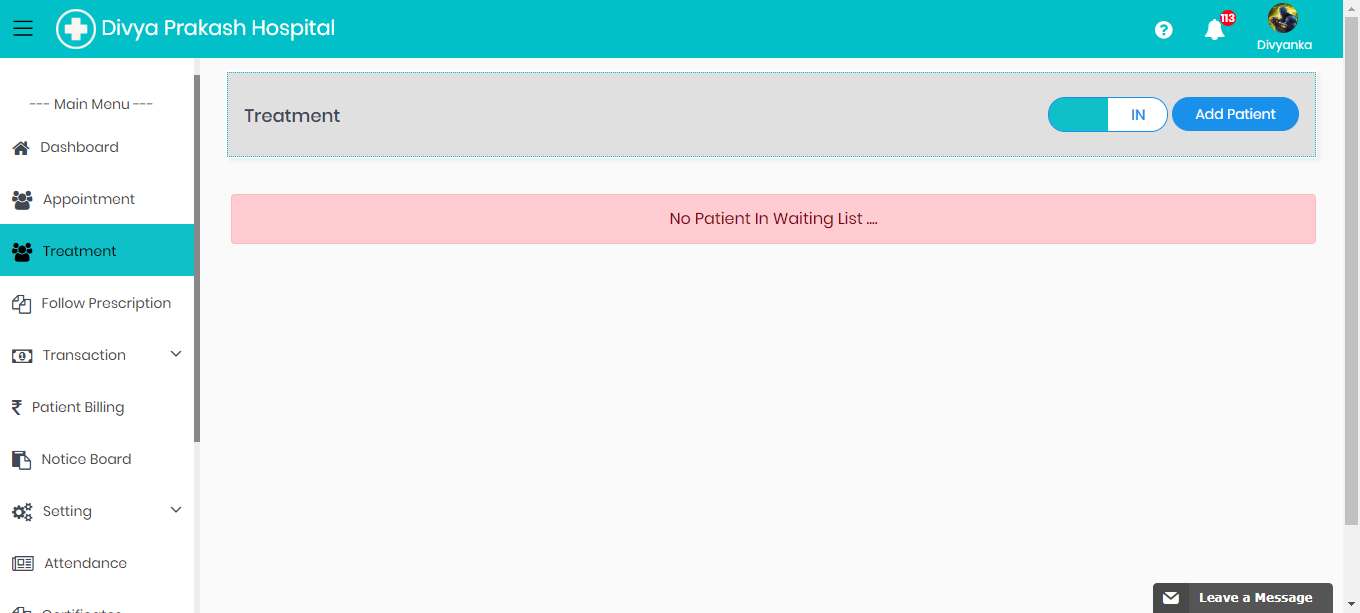 Divya Prakash Hospital
113
Divyanka
--- Main Menu ---
Dashboard
Appointment
Treatment
Follow Prescription
Transaction
₹ Patient Billing
Notice Board
Setting
Attendance
Certificates
Treatment
IN
Add Patient
No Patient In Waiting List ....
Leave a Message